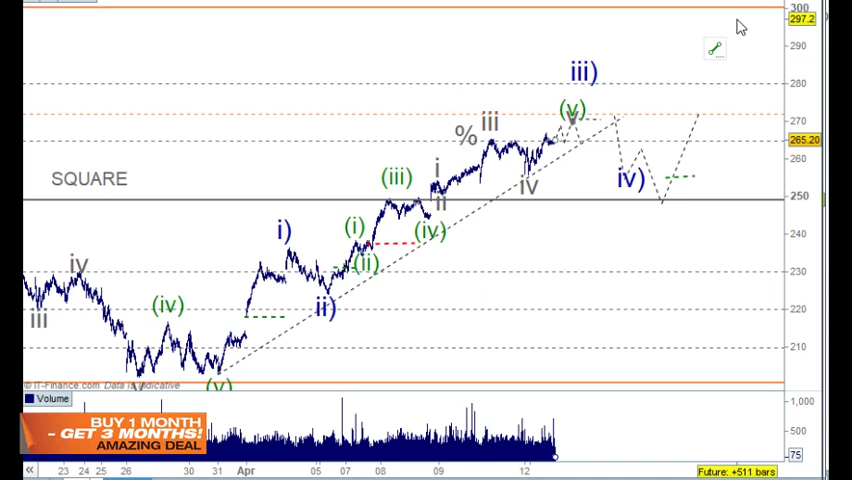 300
297.2
290
280
270
265.20
260
250
240
230
220
210
iii)
(v)
v
iii
%
i
iv
ii
iv)
SQUARE
(iii)
(iv)
i)
(i)
(ii)
ii)
iv
iii
(iv)
v
(v)
© IT-Finance.com Data is indicative
Volume
1,000
500
75
BUY 1 MONTH
- GET 3 MONTHS!
AMAZING DEAL
«
23 24 25 26 30 31 Apr 05 07 08 09 12
Future: +511 bars